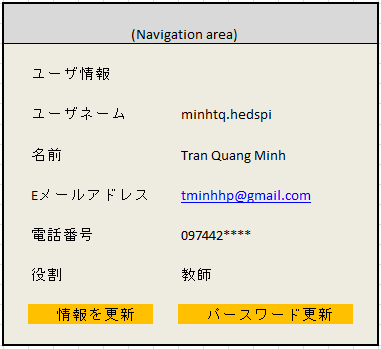 (Navigation area)
ユーザ情報
ユーザネーム minhtq.hedspi
名前 Tran Quang Minh
Eメールアドレス tminhhp@gmail.com
電話番号 097442****
役割 教師
情報を更新 パースワード更新